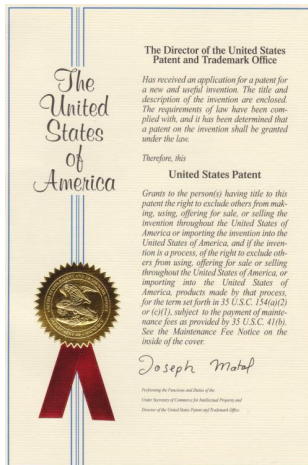 The
United
States
of
America
The Director of the United States
Patent and Trademark Office
Has received an application for a patent for
a new and useful invention. The title and
description of the invention are enclosed.
The requirements of law have been com-
plied with, and it has been determined that
a patent on the invention shall be granted
under the law.
Therefore, this
United States Patent
Grants to the person(s) having title to this
patent the right to exclude others from mak-
ing, using, offering for sale, or selling the
invention throughout the United States of
America or importing the invention into the
United States of America, and if the inven-
tion is a process, of the right to exclude oth-
ers from using, offering for sale or selling
throughout the United States of America, or
importing into the United States of
America, products made by that process,
for the term set forth in 35 U.S.C. 154(a)(2)
or (c)(1), subject to the payment of mainte-
nance fees as provided by 35 U.S.C. 41(b).
See the Maintenance Fee Notice on the
inside of the cover.
Joseph Matal
Performing the Functions and Duties of the
Under Secretary of Commerce for Intellectual Property and
Director of the United States Patent and Trademark Office